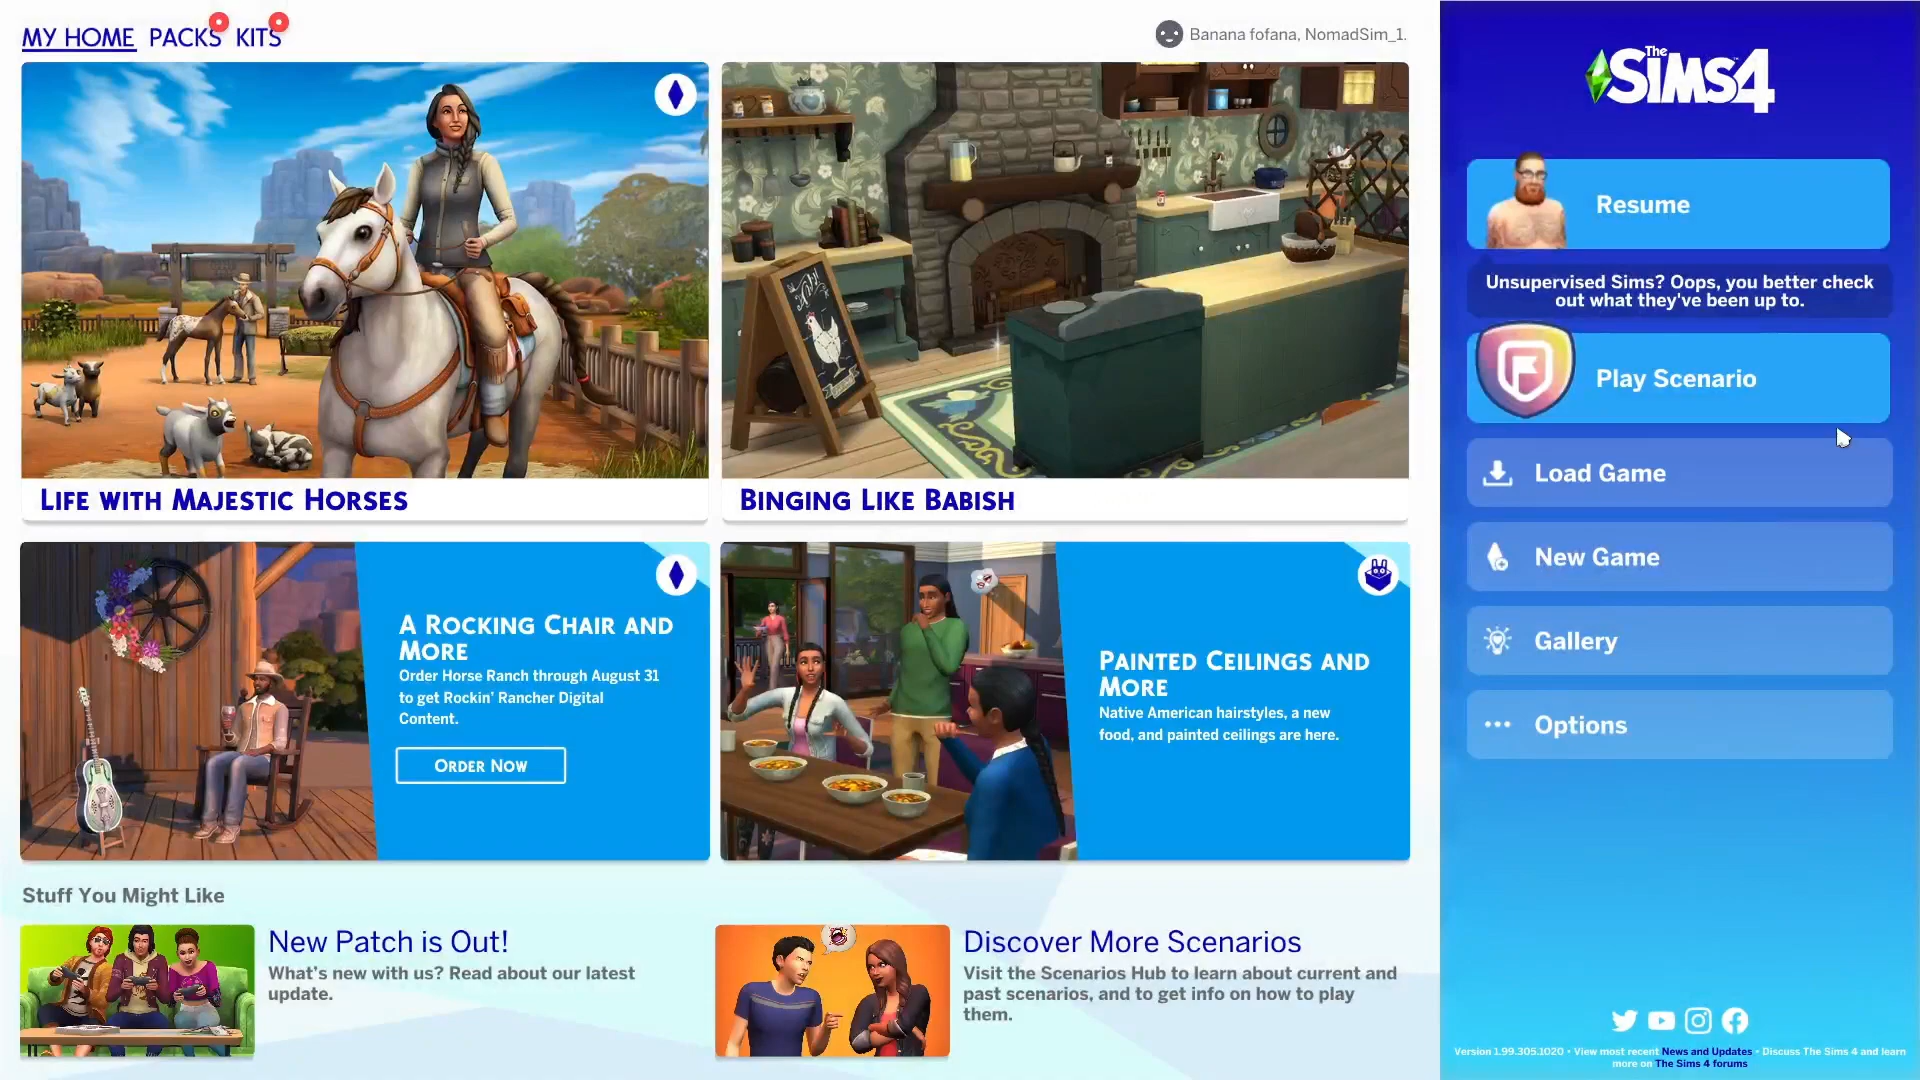 MY HOME PACKS KITS
Banana fofana, NomadSim_1.
LIFE WITH MAJESTIC HORSES
BINGING LIKE BABISH
A ROCKING CHAIR AND
MORE
Order Horse Ranch through August 31
to get Rockin' Rancher Digital
Content.
ORDER NOW
PAINTED CEILINGS AND
MORE
Native American hairstyles, a new
food, and painted ceilings are here.
Stuff You Might Like
New Patch is Out!
What's new with us? Read about our latest
update.
Discover More Scenarios
Visit the Scenarios Hub to learn about current and
past scenarios, and to get info on how to play
them.
The
SIMS4
Resume
Unsupervised Sims? Oops, you better check
out what they've been up to.
Play Scenario
Load Game
New Game
Gallery
Options
Version 1.99.305.1020 • View most recent News and Updates • Discuss The Sims 4 and learn
more on The Sims 4 forums